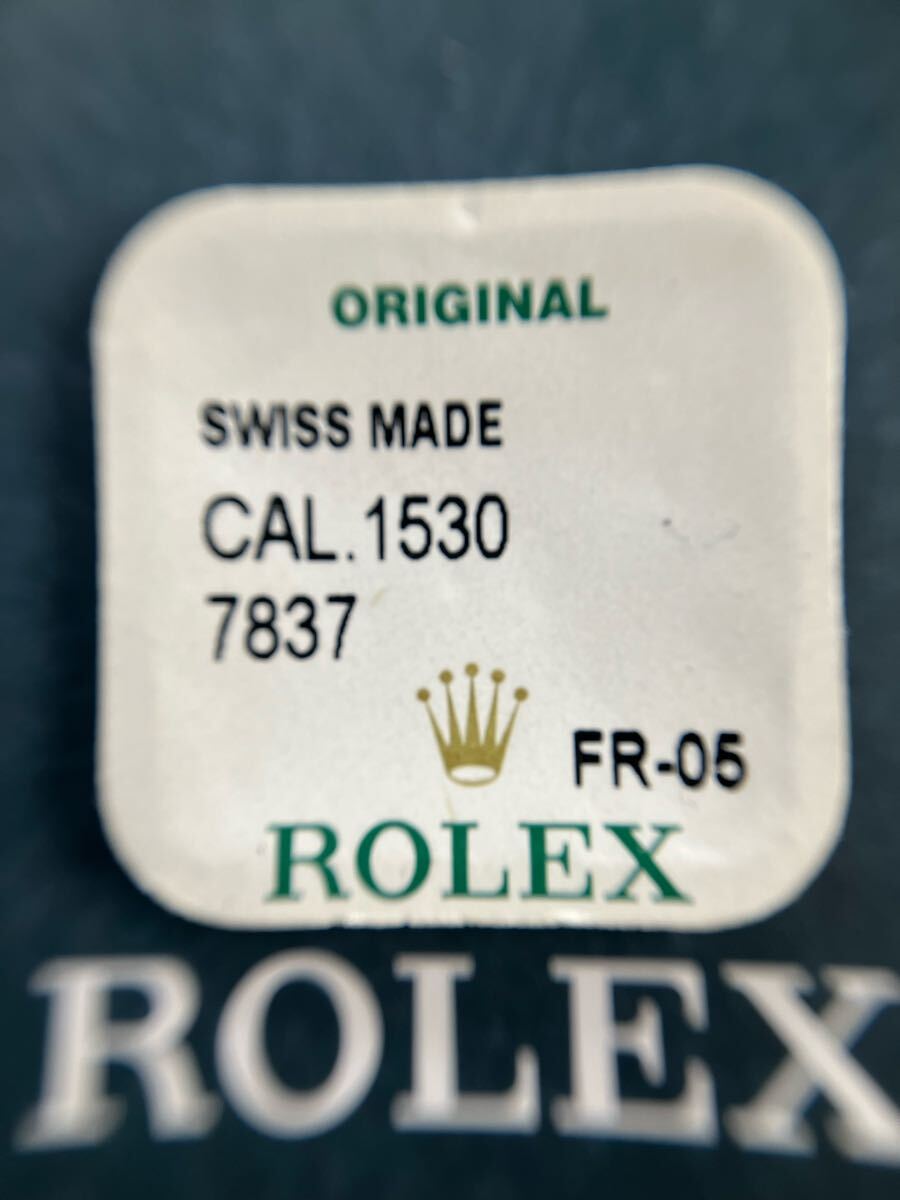 ORIGINAL
SWISS MADE
CAL.1530
7837
FR-05
ROLEX
ROLEX